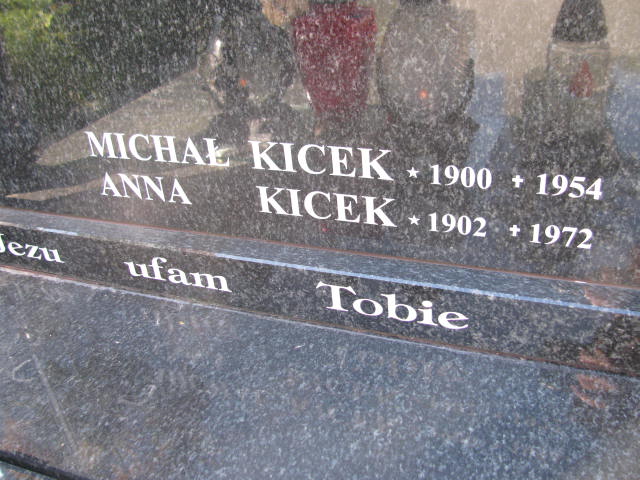 MICHAŁ KICEK ⋆ 1900 ✝ 1954
ANNA KICEK ⋆ 1902 ✝ 1972
Jezu ufam Tobie